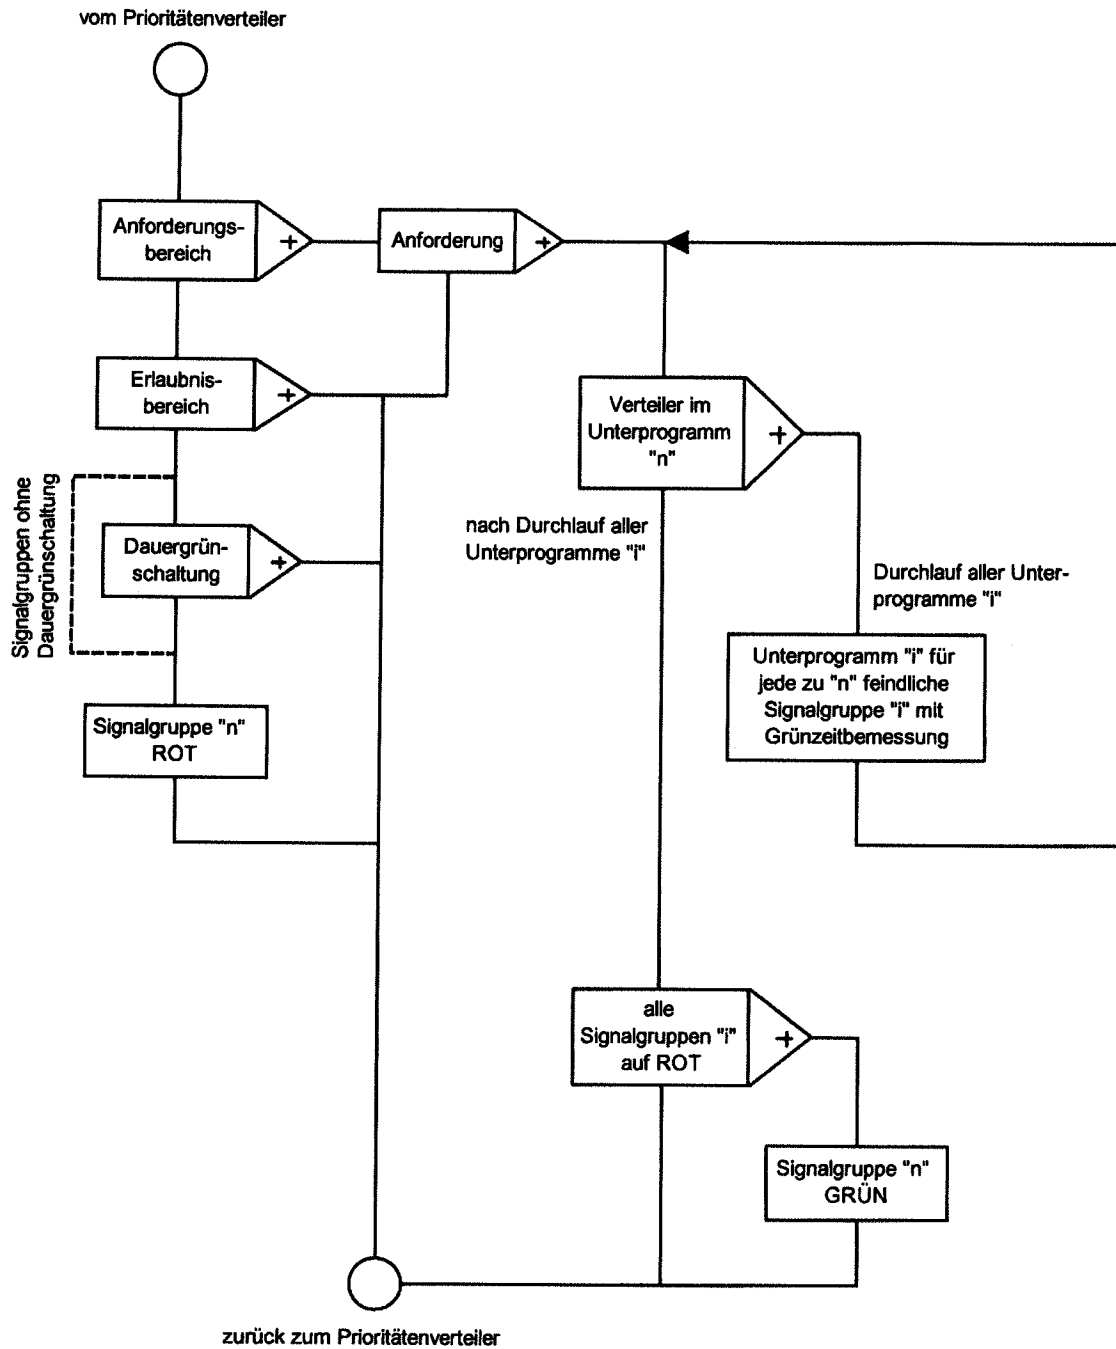 vom Prioritätenverteiler
Anforderungs-
bereich
+
Anforderung
+
Erlaubnis-
bereich
+
Verteiler im
Unterprogramm
"n"
+
Signalgruppen ohne
Dauergrünschaltung
Dauergrün-
schaltung
+
nach Durchlauf aller
Unterprogramme "i"
Durchlauf aller Unter-
programme "i"
Unterprogramm "i" für
jede zu "n" feindliche
Signalgruppe "i" mit
Grünzeitbemessung
Signalgruppe "n"
ROT
alle
Signalgruppen "i"
auf ROT
+
Signalgruppe "n"
GRÜN
zurück zum Prioritätenverteiler